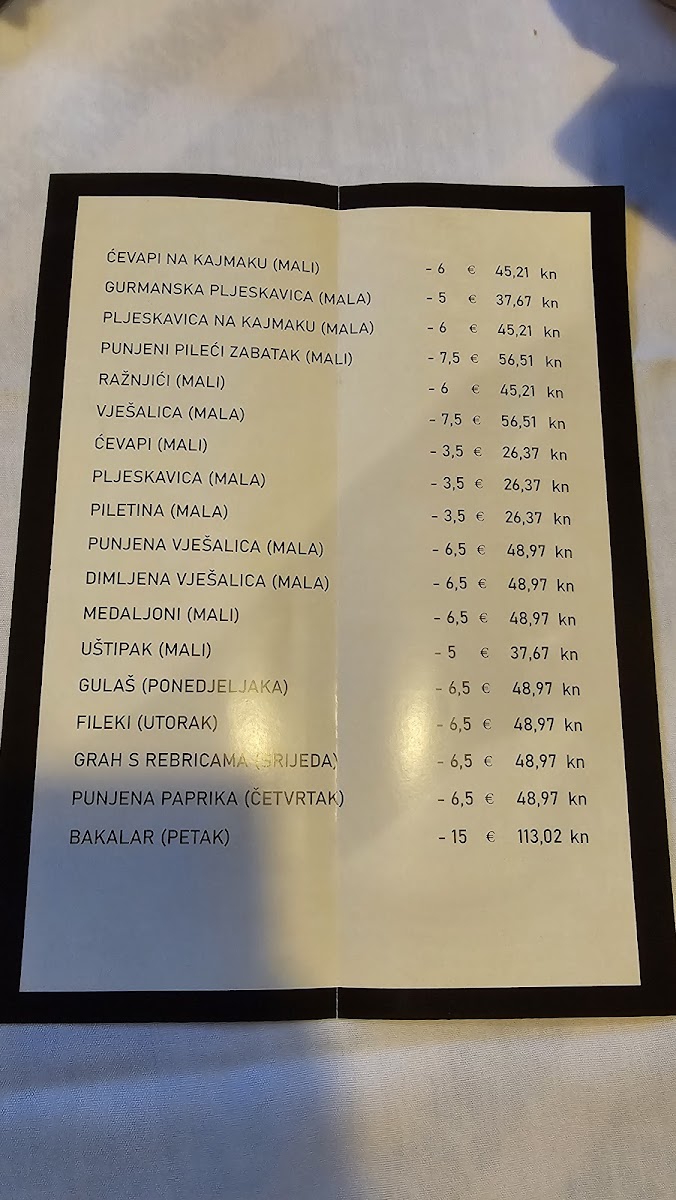 ĆEVAPI NA KAJMAKU (MALI) - 6 € 45,21 kn
GURMANSKA PLJESKAVICA (MALA) - 5 € 37,67 kn
PLJESKAVICA NA KAJMAKU (MALA) - 6 € 45,21 kn
PUNJENI PILEĆI ZABATAK (MALI) - 7,5 € 56,51 kn
RAŽNJIĆI (MALI) - 6 € 45,21 kn
VJEŠALICA (MALA) - 7,5 € 56,51 kn
ĆEVAPI (MALI) - 3,5 € 26,37 kn
PLJESKAVICA (MALA) - 3,5 € 26,37 kn
PILETINA (MALA) - 3,5 € 26,37 kn
PUNJENA VJEŠALICA (MALA) - 6,5 € 48,97 kn
DIMLJENA VJEŠALICA (MALA) - 6,5 € 48,97 kn
MEDALJONI (MALI) - 6,5 € 48,97 kn
UŠTIPAK (MALI) - 5 € 37,67 kn
GULAŠ (PONEDJELJAKA) - 6,5 € 48,97 kn
FILEKI (UTORAK) - 6,5 € 48,97 kn
GRAH S REBRICAMA (SRIJEDA) - 6,5 € 48,97 kn
PUNJENA PAPRIKA (ČETVRTAK) - 6,5 € 48,97 kn
BAKALAR (PETAK) - 15 € 113,02 kn